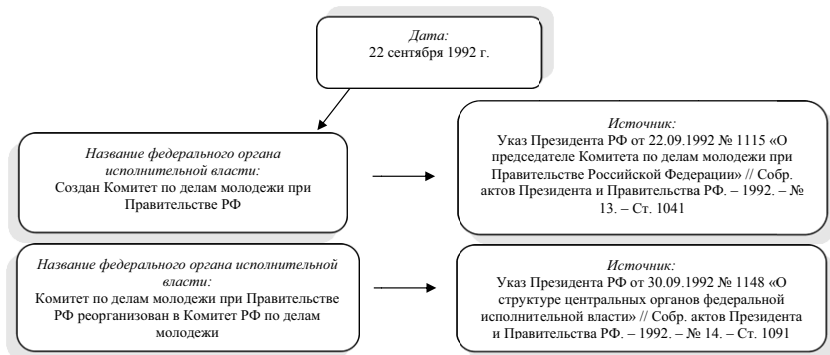 Дата:
22 сентября 1992 г.
Название федерального органа
исполнительной власти:
Создан Комитет по делам молодежи при
Правительстве РФ
Источник:
Указ Президента РФ от 22.09.1992 № 1115 «О
председателе Комитета по делам молодежи при
Правительстве Российской Федерации» // Собр.
актов Президента и Правительства РФ. – 1992. – №
13. – Ст. 1041
Название федерального органа исполнительной
власти:
Комитет по делам молодежи при Правительстве
РФ реорганизован в Комитет РФ по делам
молодежи
Источник:
Указ Президента РФ от 30.09.1992 № 1148 «О
структуре центральных органов федеральной
исполнительной власти» // Собр. актов Президента
и Правительства РФ. – 1992. – № 14. – Ст. 1091